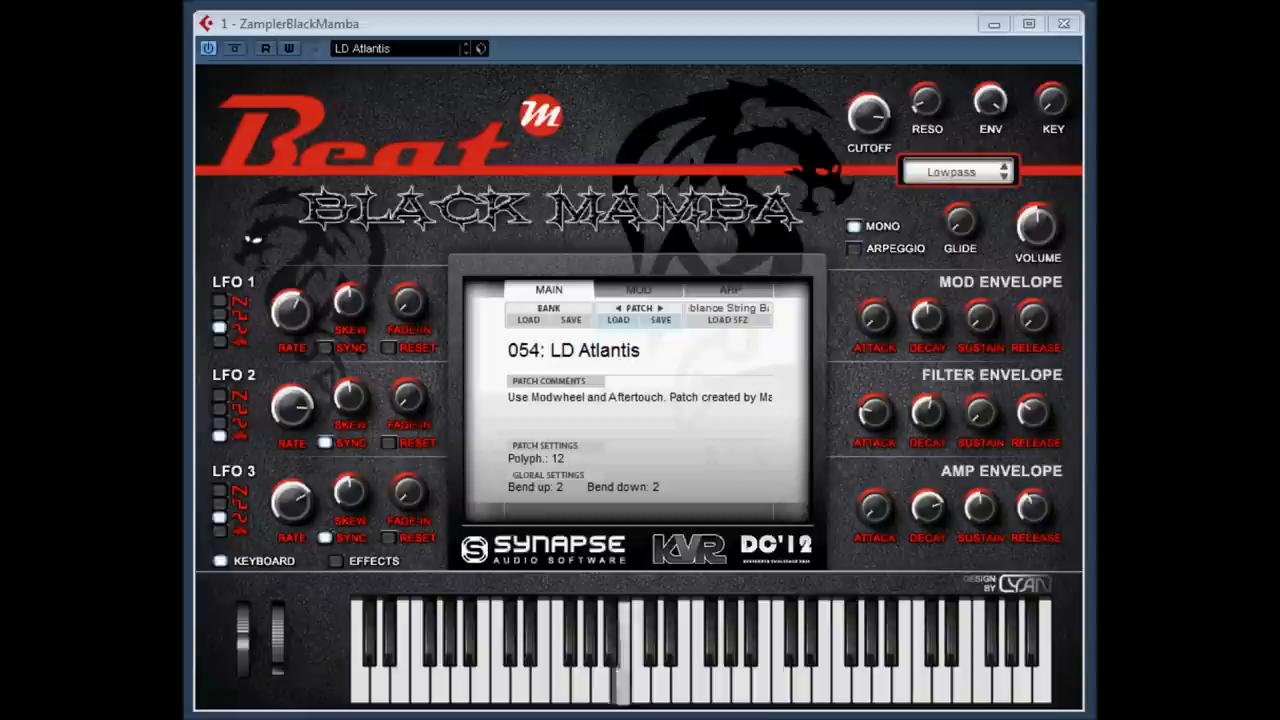 1 - ZamplerBlackMamba
R W LD Atlantis
Beat m
BLACK MAMBA
CUTOFF RESO ENV KEY
Lowpass
MONO
ARPEGGIO
GLIDE
VOLUME
LFO 1
RATE SKEW SYNC FADE-IN RESET
LFO 2
RATE SKEW SYNC FADE-IN RESET
LFO 3
RATE SKEW SYNC FADE-IN RESET
KEYBOARD EFFECTS
MAIN MOD ARP
BANK PATCH
LOAD SAVE LOAD SAVE LOAD SFZ
054: LD Atlantis
PATCH COMMENTS
Use Modwheel and Aftertouch. Patch created by
PATCH SETTINGS
Polyph.: 12
GLOBAL SETTINGS
Bend up: 2 Bend down: 2
S SYNAPSE
AUDIO SOFTWARE
KVR
DC'12
MOD ENVELOPE
ATTACK DECAY SUSTAIN RELEASE
FILTER ENVELOPE
ATTACK DECAY SUSTAIN RELEASE
AMP ENVELOPE
ATTACK DECAY SUSTAIN RELEASE
DESIGN
BY CYAN